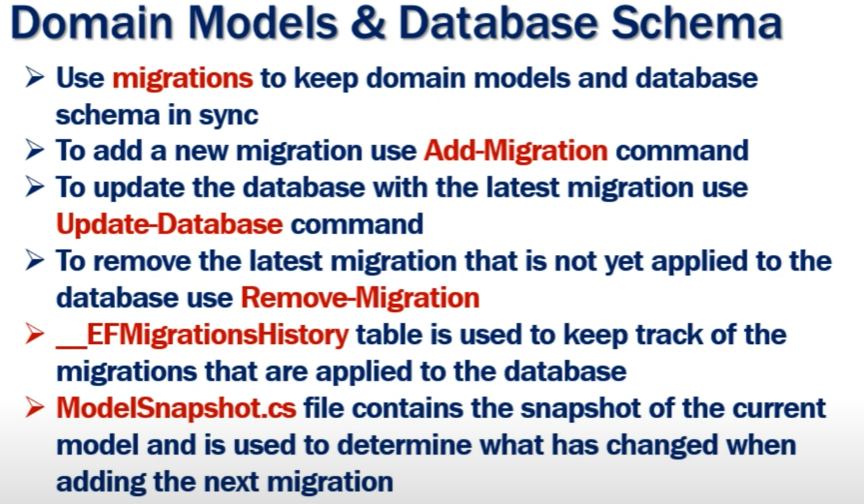 Domain Models & Database Schema
➢ Use migrations to keep domain models and database
schema in sync
➢ To add a new migration use Add-Migration command
➢ To update the database with the latest migration use
Update-Database command
➢ To remove the latest migration that is not yet applied to the
database use Remove-Migration
➢ __EFMigrationsHistory table is used to keep track of the
migrations that are applied to the database
➢ ModelSnapshot.cs file contains the snapshot of the current
model and is used to determine what has changed when
adding the next migration